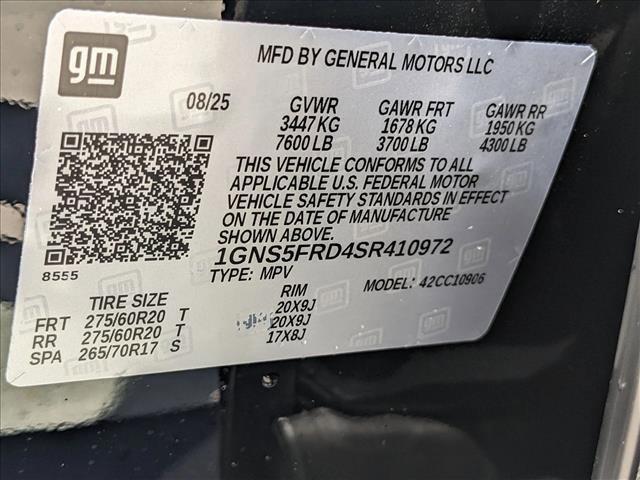 gm
MFD BY GENERAL MOTORS LLC
08/25 GVWR GAWR FRT GAWR RR
3447 KG 1678 KG 1950 KG
7600 LB 3700 LB 4300 LB
THIS VEHICLE CONFORMS TO ALL
APPLICABLE U.S. FEDERAL MOTOR
VEHICLE SAFETY STANDARDS IN EFFECT
ON THE DATE OF MANUFACTURE
SHOWN ABOVE.
1GNS5FRD4SR410972
8555 TYPE: MPV MODEL: 42CC10906
TIRE SIZE RIM
FRT 275/60R20 T 20X9J
RR 275/60R20 T 20X9J
SPA 265/70R17 S 17X8J